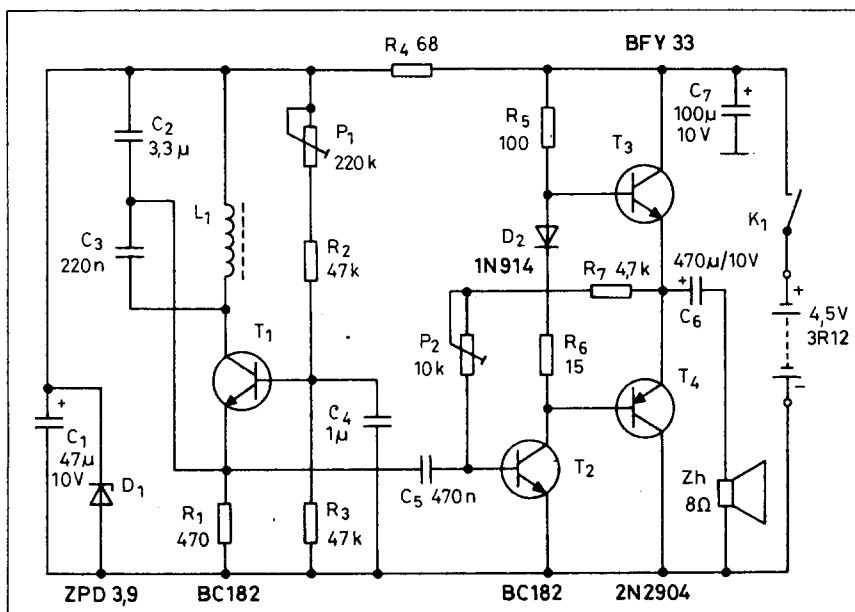 R4 68
BFY 33
C2
3,3 µ
P1
220 k
R5
100
C7
+
100µ
10V
T3
L1
C3
220n
R2
47k
D2
1N914
R7 4,7k
470µ/10V
+
C6
K1
+
4,5V
3R12
-
T1
P2
10k
R6
15
T4
+
C1
47µ
10V
D1
C4
1µ
C5 470n
T2
Zh
8Ω
R1
470
R3
47k
ZPD 3,9
BC182
BC182
2N2904